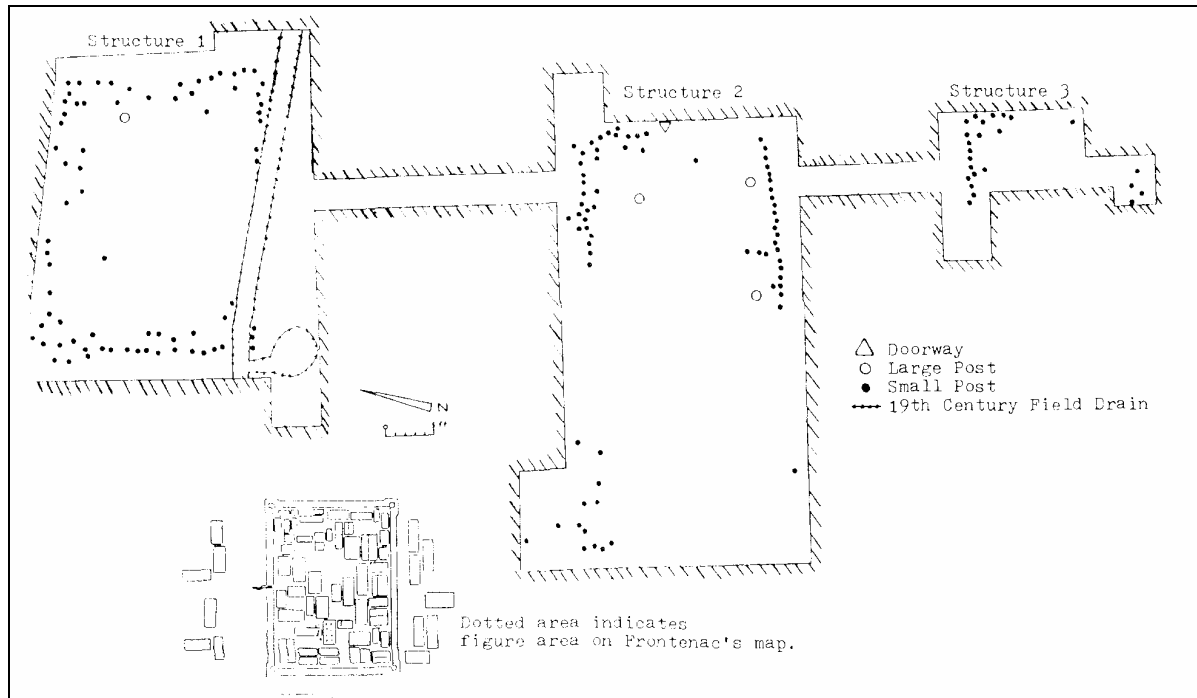 Structure 1
Structure 2
Structure 3
Doorway
Large Post
Small Post
19th Century Field Drain
N
Dotted area indicates
figure area on Frontenac's map.